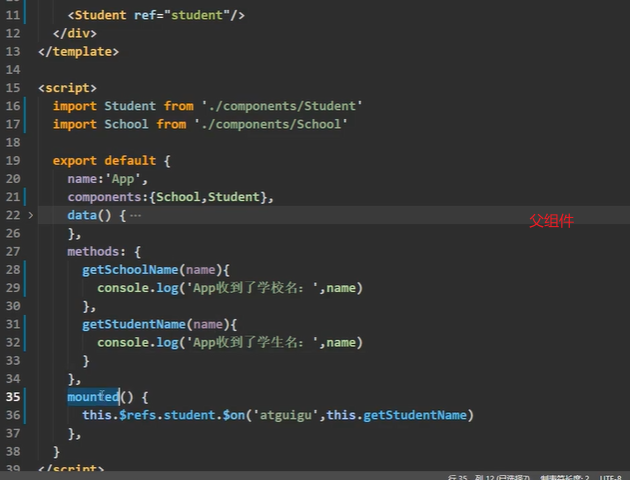 11 <Student ref="student"/>
12 </div>
13 </template>
14
15 <script>
16 import Student from './components/Student'
17 import School from './components/School'
18
19 export default {
20 name:'App',
21 components:{School,Student},
22 > data() { ···
父组件
26 },
27 methods: {
28 getSchoolName(name){
29 console.log('App收到了学校名：',name)
30 },
31 getStudentName(name){
32 console.log('App收到了学生名：',name)
33 }
34 },
35 mounted() {
36 this.$refs.student.$on('atguigu',this.getStudentName)
37 },
38 }
39 </script>
行 35, 列 12 (已选择7) 制表符长度: 2 UTF-8